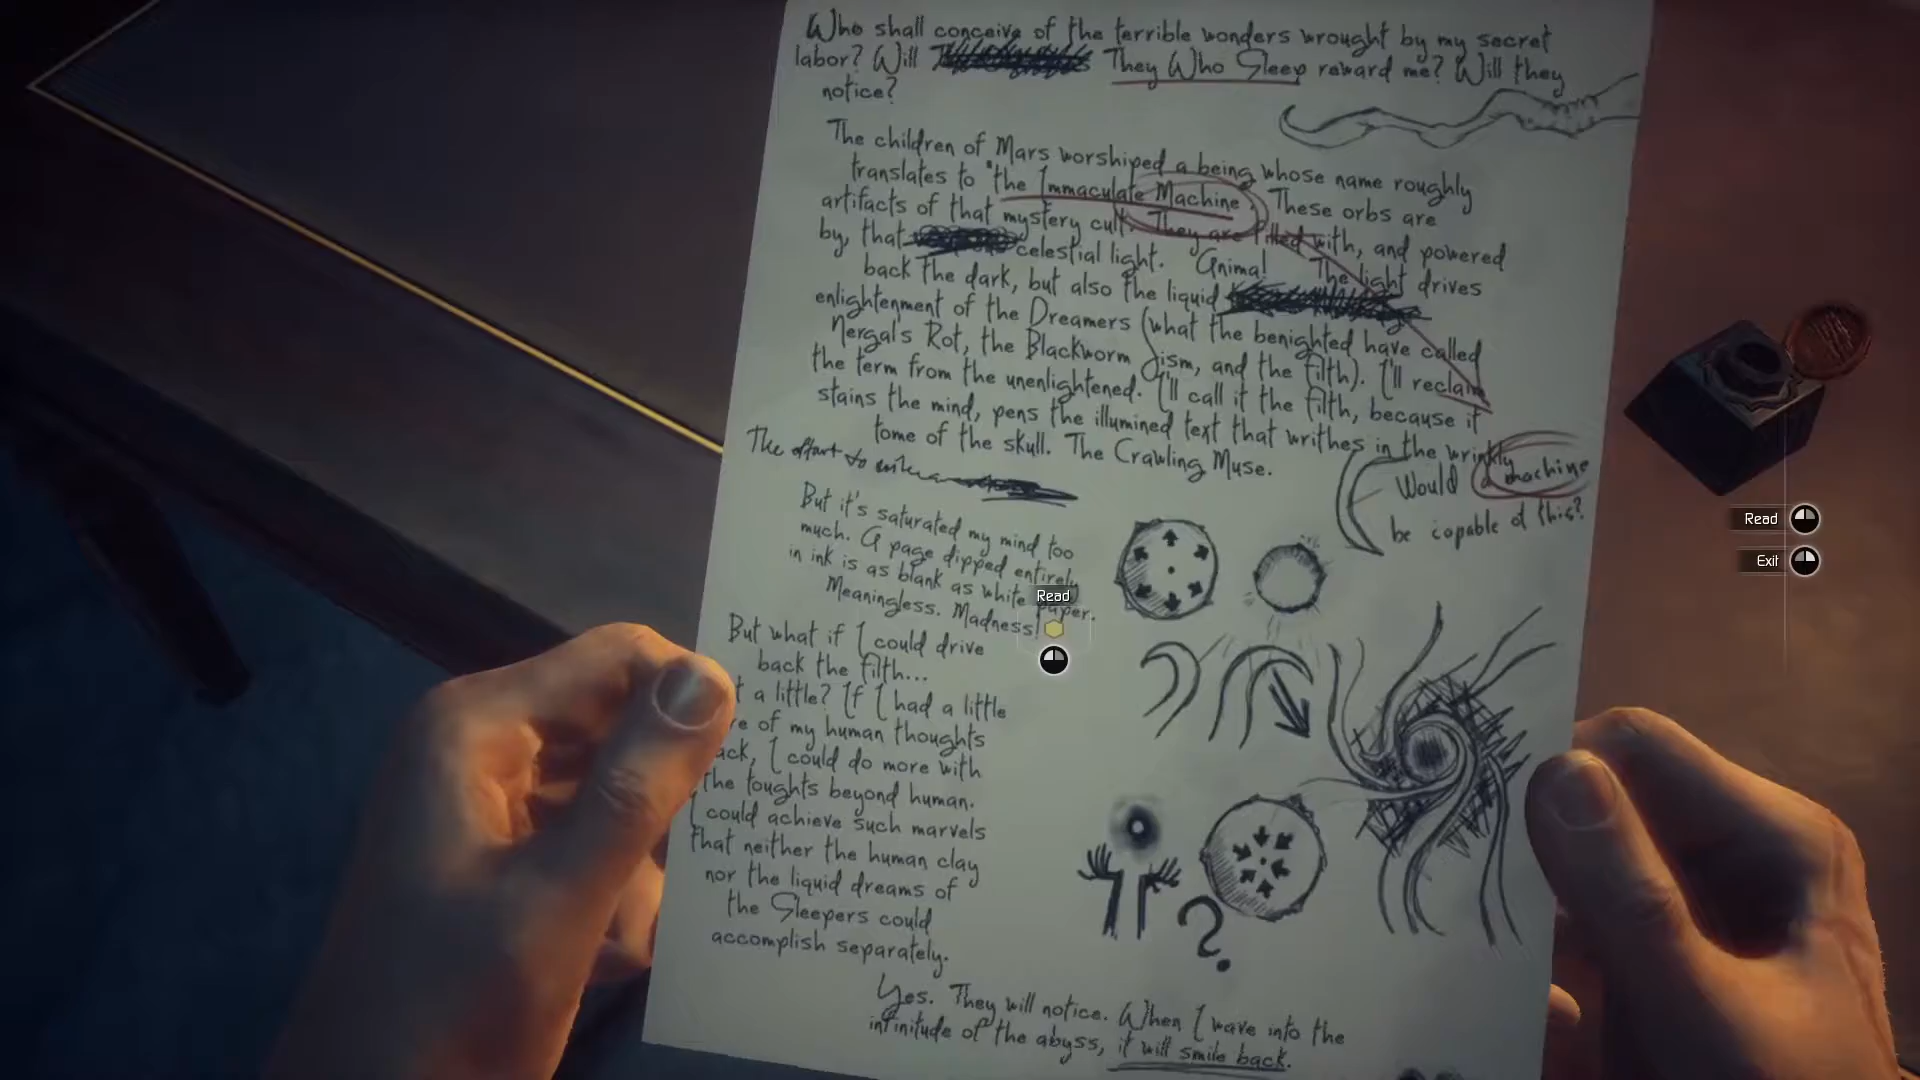 Who shall conceive of the terrible wonders wrought by my secret
labor? Will They Who Sleep reward me? Will they
notice?
The children of Mars worshiped a being whose name roughly
translates to "the Immaculate Machine". These orbs are
artifacts of that mystery cult. They are filled with, and powered
by, that celestial light. Anima! The light drives
back the dark, but also the liquid
enlightenment of the Dreamers (what the benighted have called
Nergal's Rot, the Blackworm Jism, and the filth). I'll reclaim
the term from the unenlightened. I'll call it the filth, because it
stains the mind, pens the illumined text that writhes in the wrinkly
tome of the skull. The Crawling Muse.
The effort to
Would a machine
be capable of this?
But it's saturated my mind too
much. A page dipped entirely
in ink is as blank as white paper.
Meaningless. Madness!
But what if I could drive
back the filth...
t a little? If I had a little
re of my human thoughts
ack, I could do more with
the toughts beyond human.
I could achieve such marvels
that neither the human clay
nor the liquid dreams of
the Sleepers could
accomplish separately.
?
Yes. They will notice. When I wave into the
infinitude of the abyss, it will smile back.
Read
Read
Exit